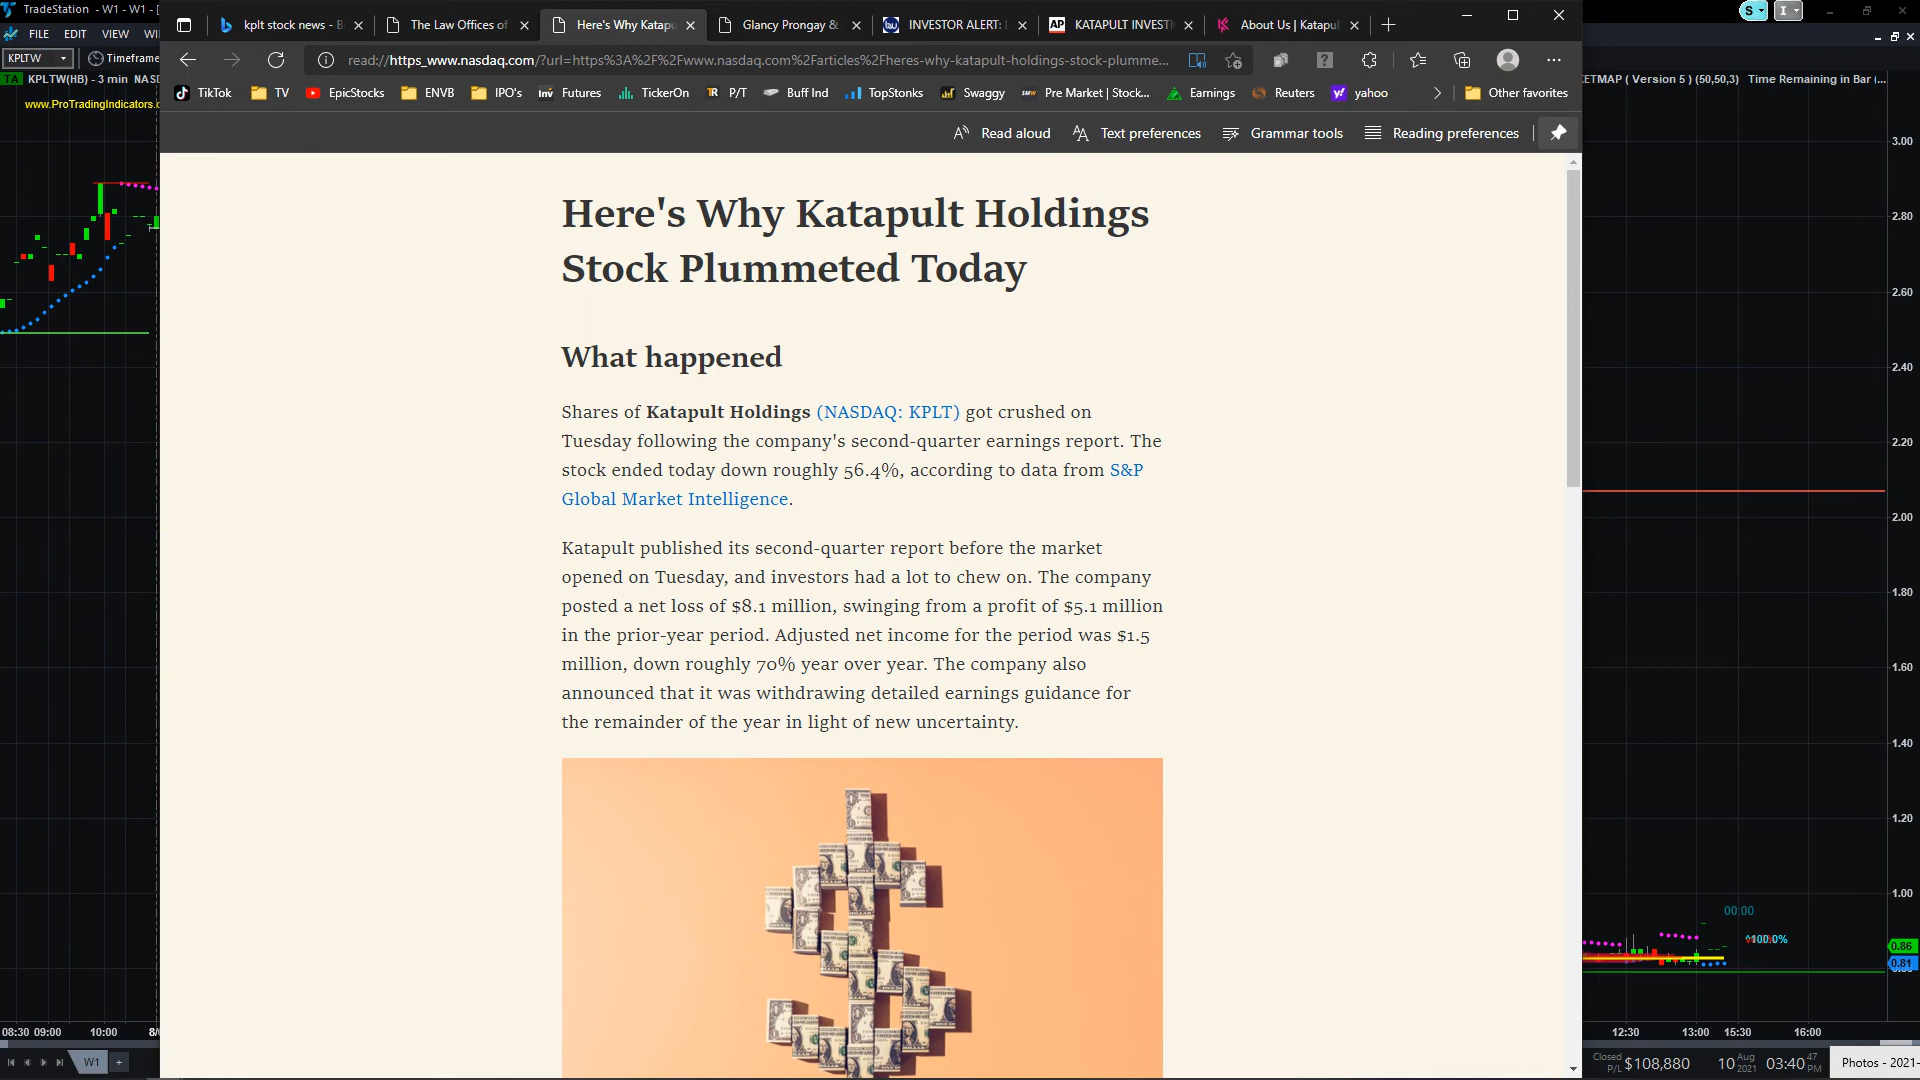 TradeStation - W1 - W1 - [
FILE EDIT VIEW WI
KPLTW Timeframe
TA KPLTW(HB) - 3 min NASD
www.ProTradingIndicators.c
kplt stock news - B
The Law Offices of
Here's Why Katapu
Glancy Prongay &
INVESTOR ALERT: L
AP KATAPULT INVESTI
About Us | Katapul
read://https_www.nasdaq.com/?url=https%3A%2F%2Fwww.nasdaq.com%2Farticles%2Fheres-why-katapult-holdings-stock-plumme...
TikTok TV EpicStocks ENVB IPO's Inv Futures TickerOn TR P/T Buff Ind TopStonks Swaggy SMW Pre Market | Stock... Earnings Reuters y! yahoo Other favorites
Read aloud Text preferences Grammar tools Reading preferences
Here's Why Katapult Holdings
Stock Plummeted Today
What happened
Shares of Katapult Holdings (NASDAQ: KPLT) got crushed on
Tuesday following the company's second-quarter earnings report. The
stock ended today down roughly 56.4%, according to data from S&P
Global Market Intelligence.
Katapult published its second-quarter report before the market
opened on Tuesday, and investors had a lot to chew on. The company
posted a net loss of $8.1 million, swinging from a profit of $5.1 million
in the prior-year period. Adjusted net income for the period was $1.5
million, down roughly 70% year over year. The company also
announced that it was withdrawing detailed earnings guidance for
the remainder of the year in light of new uncertainty.
S I
ETMAP ( Version 5 ) (50,50,3) Time Remaining in Bar (...
3.00
2.80
2.60
2.40
2.20
2.00
1.80
1.60
1.40
1.20
1.00
00:00
0.86
0.81
08:30 09:00 10:00 8/
12:30 13:00 15:30 16:00
W1 +
Closed P/L $108,880 10 Aug 2021 03:40 47 PM
Photos - 2021-